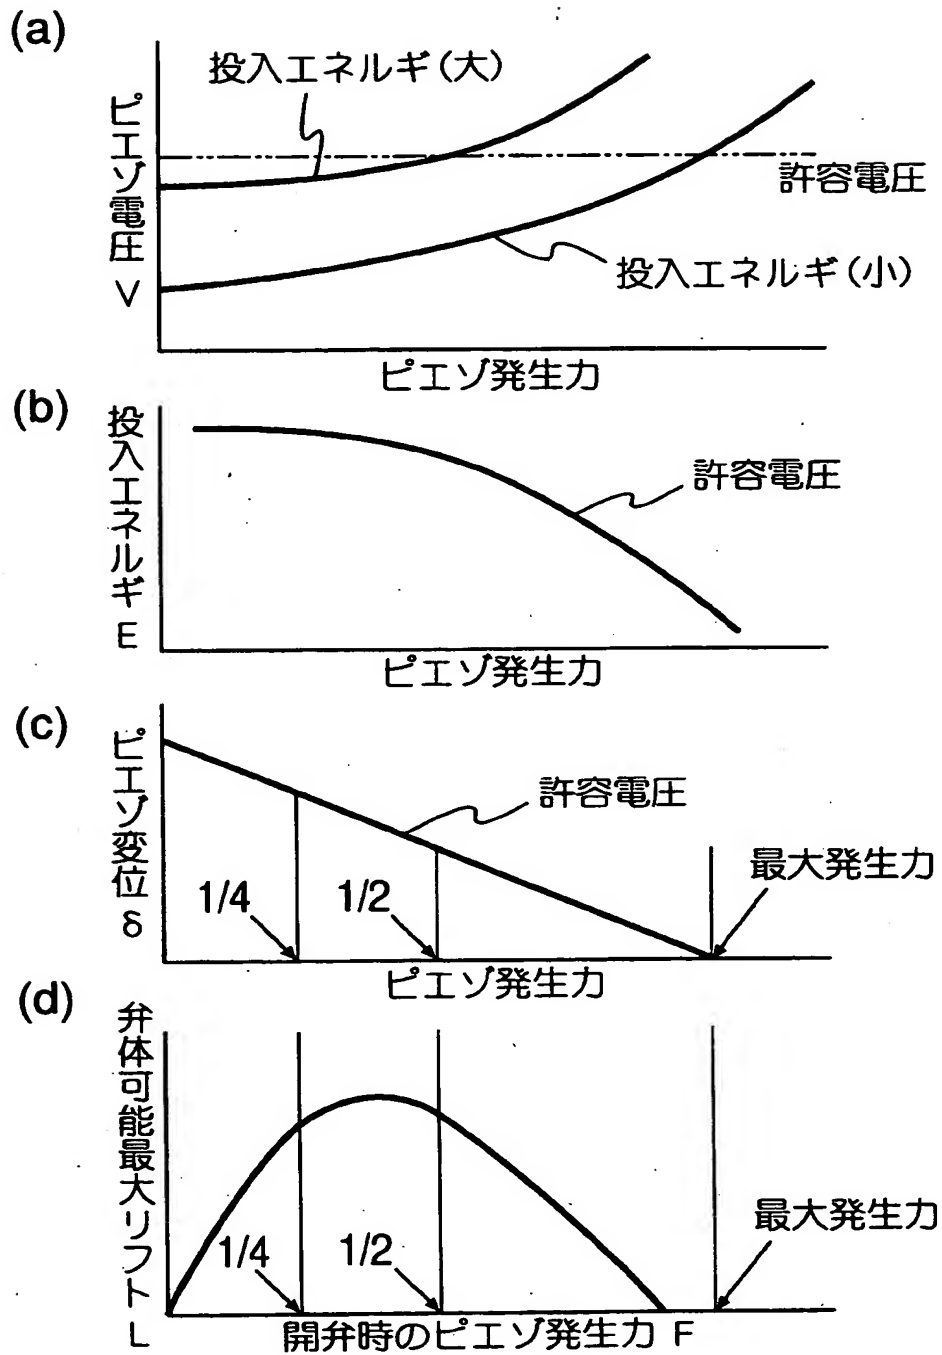 (a)
ピエゾ電圧 V
投入エネルギ(大)
許容電圧
投入エネルギ(小)
ピエゾ発生力
(b)
投入エネルギ E
許容電圧
ピエゾ発生力
(c)
ピエゾ変位 δ
許容電圧
最大発生力
1/4
1/2
ピエゾ発生力
(d)
弁体可能最大リフト L
最大発生力
1/4
1/2
開弁時のピエゾ発生力 F